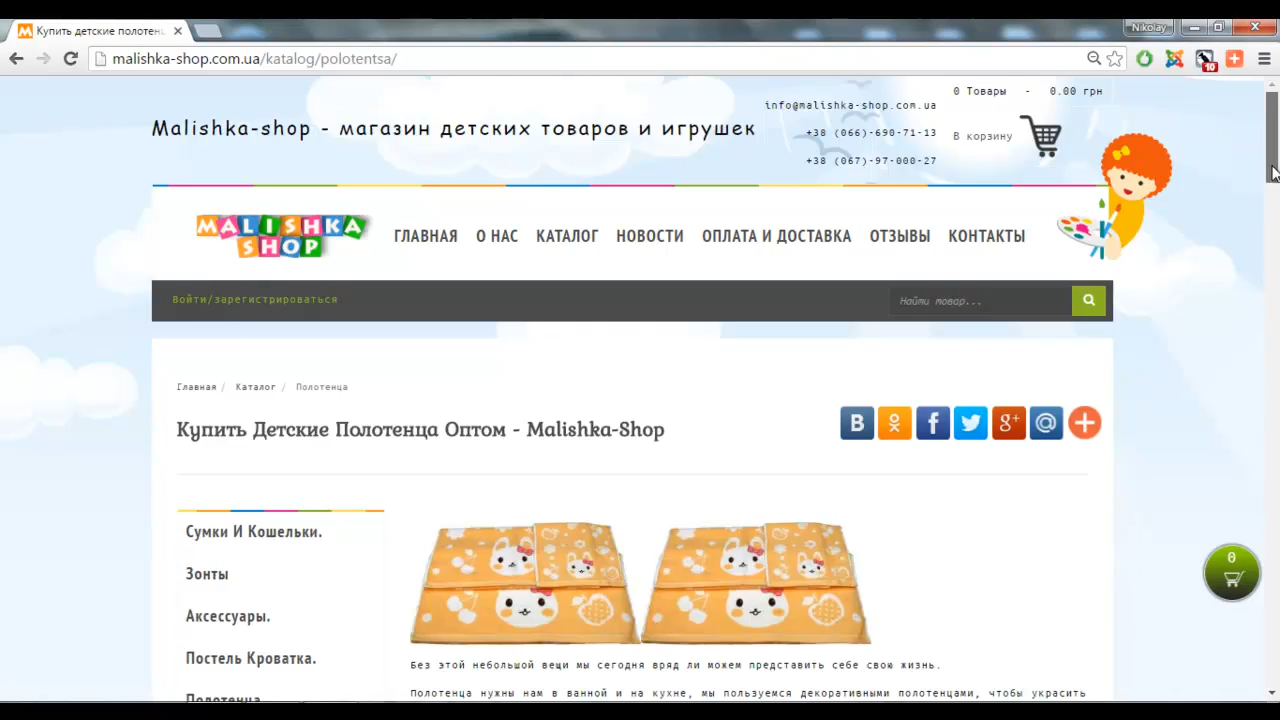 Купить детские полотенц
Nikolay
malishka-shop.com.ua/katalog/polotentsa/
10
Malishka-shop - магазин детских товаров и игрушек
info@malishka-shop.com.ua
+38 (066)-690-71-13
+38 (067)-97-000-27
0 Товары - 0.00 грн
В корзину
MALISHKA
SHOP
ГЛАВНАЯ О НАС КАТАЛОГ НОВОСТИ ОПЛАТА И ДОСТАВКА ОТЗЫВЫ КОНТАКТЫ
Войти/зарегистрироваться
Найти товар...
Главная / Каталог / Полотенца
Купить Детские Полотенца Оптом - Malishka-Shop
Сумки И Кошельки.
Зонты
Аксессуары.
Постель Кроватка.
Полотенца
0
Без этой небольшой вещи мы сегодня вряд ли можем представить себе свою жизнь.
Полотенца нужны нам в ванной и на кухне, мы пользуемся декоративными полотенцами, чтобы украсить